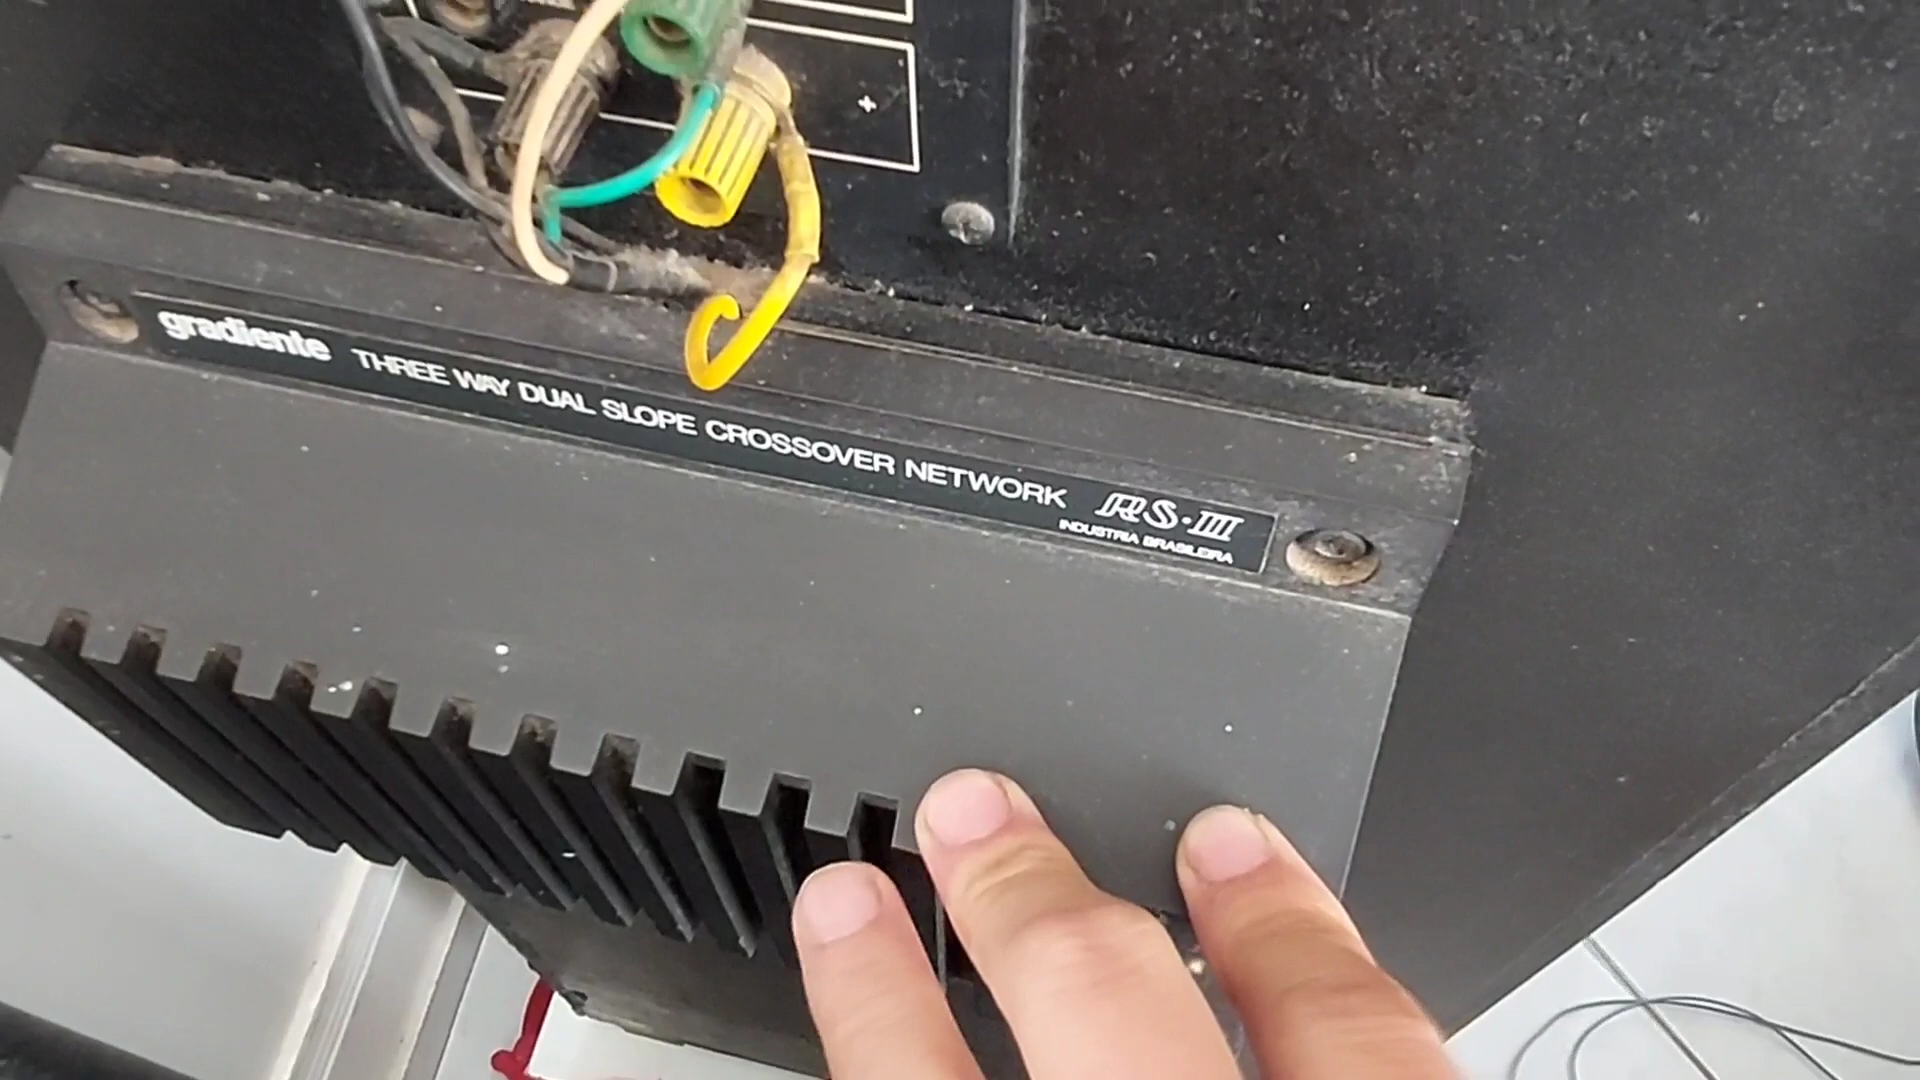 +
gradiente THREE WAY DUAL SLOPE CROSSOVER NETWORK RS·III
INDUSTRIA BRASILEIRA